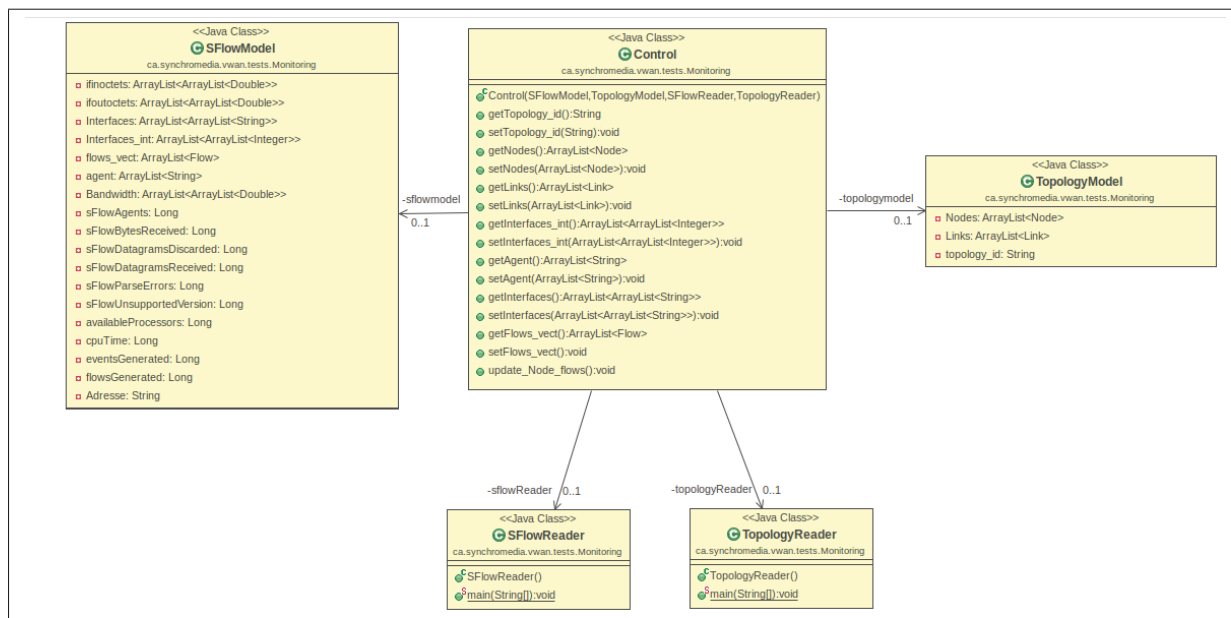 <<Java Class>>
SFlowModel
ca.synchromedia.vwan.tests.Monitoring
ifinoctets: ArrayList<ArrayList<Double>>
ifoutoctets: ArrayList<ArrayList<Double>>
Interfaces: ArrayList<ArrayList<String>>
Interfaces_int: ArrayList<ArrayList<Integer>>
flows_vect: ArrayList<Flow>
agent: ArrayList<String>
Bandwidth: ArrayList<ArrayList<Double>>
sFlowAgents: Long
sFlowBytesReceived: Long
sFlowDatagramsDiscarded: Long
sFlowDatagramsReceived: Long
sFlowParseErrors: Long
sFlowUnsupportedVersion: Long
availableProcessors: Long
cpuTime: Long
eventsGenerated: Long
flowsGenerated: Long
Adresse: String
-sflowmodel
0..1
<<Java Class>>
Control
ca.synchromedia.vwan.tests.Monitoring
Control(SFlowModel,TopologyModel,SFlowReader,TopologyReader)
getTopology_id():String
setTopology_id(String):void
getNodes():ArrayList<Node>
setNodes(ArrayList<Node>):void
getLinks():ArrayList<Link>
setLinks(ArrayList<Link>):void
getInterfaces_int():ArrayList<ArrayList<Integer>>
setInterfaces_int(ArrayList<ArrayList<Integer>>):void
getAgent():ArrayList<String>
setAgent(ArrayList<String>):void
getInterfaces():ArrayList<ArrayList<String>>
setInterfaces(ArrayList<ArrayList<String>>):void
getFlows_vect():ArrayList<Flow>
setFlows_vect():void
update_Node_flows():void
-topologymodel
0..1
<<Java Class>>
TopologyModel
ca.synchromedia.vwan.tests.Monitoring
Nodes: ArrayList<Node>
Links: ArrayList<Link>
topology_id: String
-sflowReader 0..1
<<Java Class>>
SFlowReader
ca.synchromedia.vwan.tests.Monitoring
SFlowReader()
main(String[]):void
-topologyReader 0..1
<<Java Class>>
TopologyReader
ca.synchromedia.vwan.tests.Monitoring
TopologyReader()
main(String[]):void